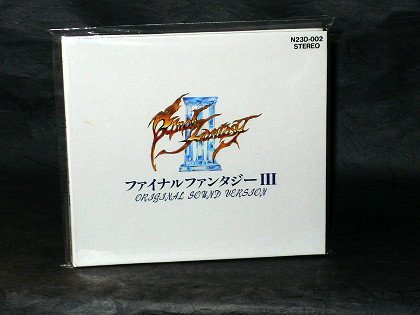 N23D-002
STEREO
Final Fantasy
III
ファイナルファンタジーIII
ORIGINAL SOUND VERSION